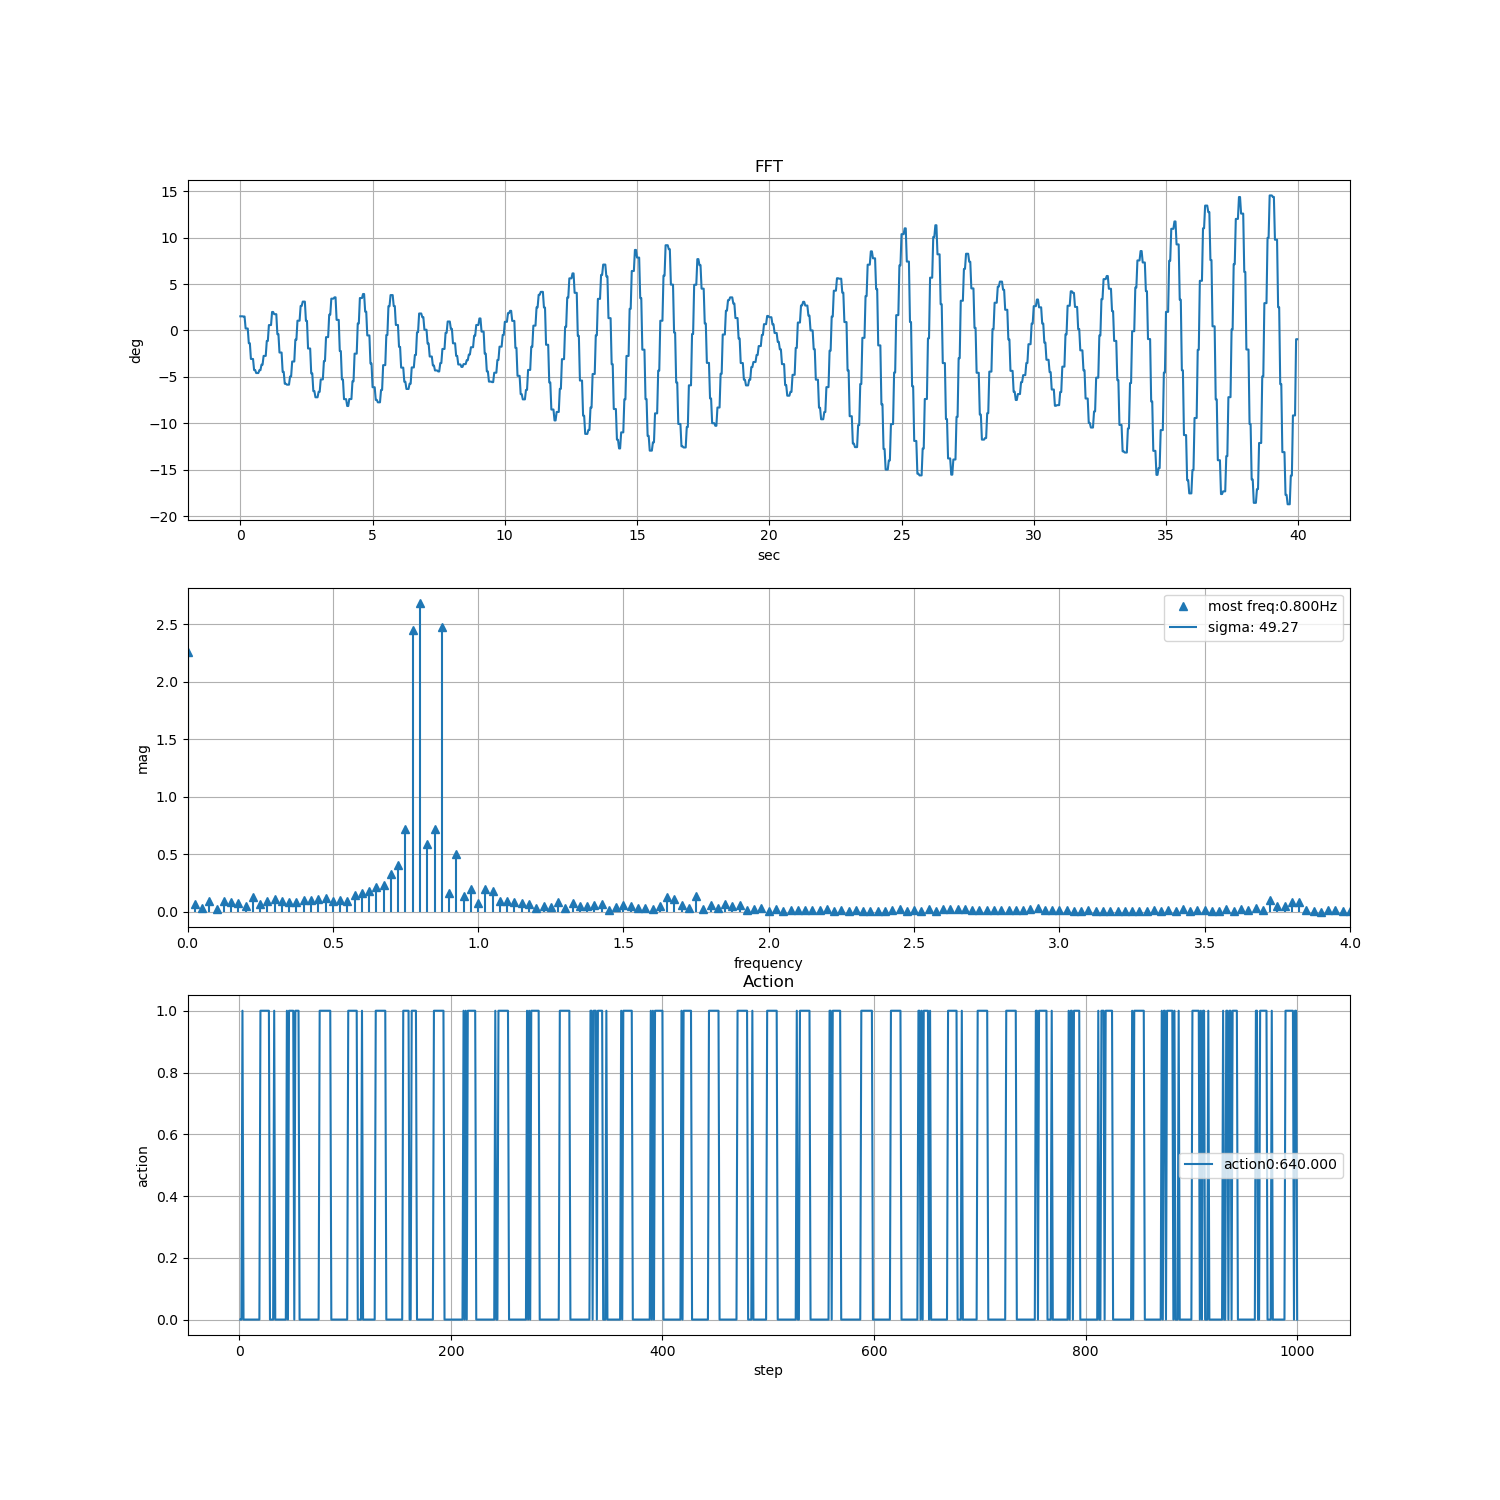 FFT
15
10
5
0
−5
−10
−15
−20
deg
0 5 10 15 20 25 30 35 40
sec
most freq:0.800Hz
sigma: 49.27
2.5
2.0
1.5
1.0
0.5
0.0
mag
0.0 0.5 1.0 1.5 2.0 2.5 3.0 3.5 4.0
frequency
Action
1.0
0.8
0.6
0.4
0.2
0.0
action
action0:640.000
0 200 400 600 800 1000
step